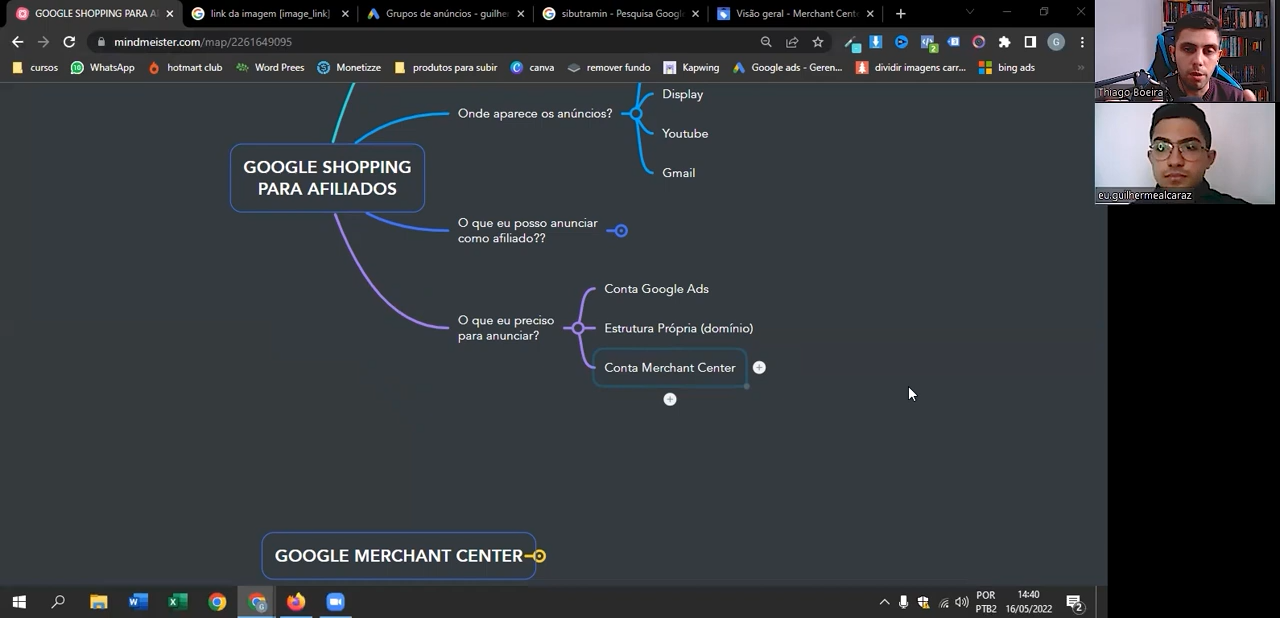 GOOGLE SHOPPING PARA AF
link da imagem [image_link]
Grupos de anúncios - guilher
sibutramin - Pesquisa Google
Visão geral - Merchant Cente
mindmeister.com/map/2261649095
G
cursos
WhatsApp
hotmart club
Word Prees
Monetizze
produtos para subir
canva
remover fundo
Kapwing
Google ads - Geren...
dividir imagens carr...
bing ads
»
Thiago Boeira
eu.guilhermealcaraz
Display
Onde aparece os anúncios?
Youtube
GOOGLE SHOPPING
PARA AFILIADOS
Gmail
O que eu posso anunciar
como afiliado??
Conta Google Ads
O que eu preciso
para anunciar?
Estrutura Própria (domínio)
Conta Merchant Center
GOOGLE MERCHANT CENTER
POR
PTB2
14:40
16/05/2022
2